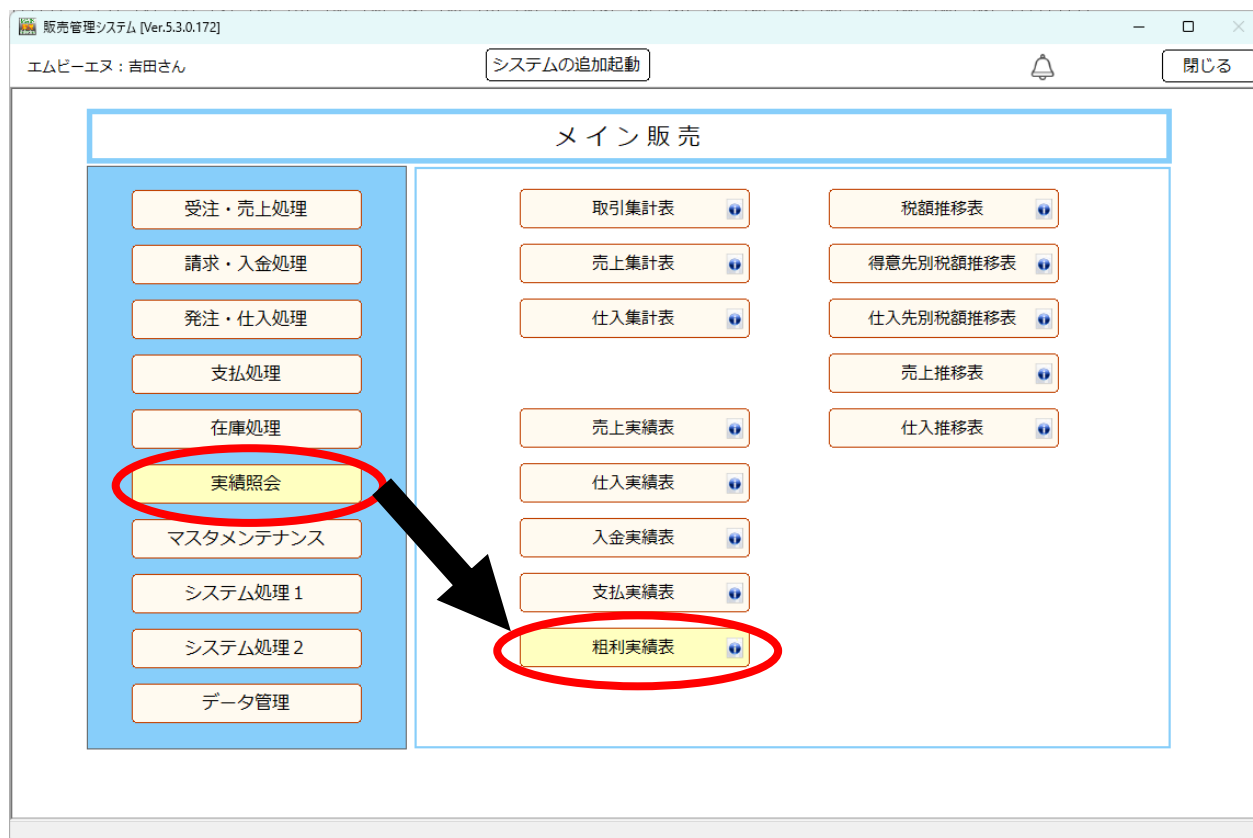 販売管理システム [Ver.5.3.0.172]
エムビーエヌ：吉田さん
システムの追加起動
閉じる
メイン販売
受注・売上処理
請求・入金処理
発注・仕入処理
支払処理
在庫処理
実績照会
マスタメンテナンス
システム処理１
システム処理２
データ管理
取引集計表
売上集計表
仕入集計表
売上実績表
仕入実績表
入金実績表
支払実績表
粗利実績表
税額推移表
得意先別税額推移表
仕入先別税額推移表
売上推移表
仕入推移表